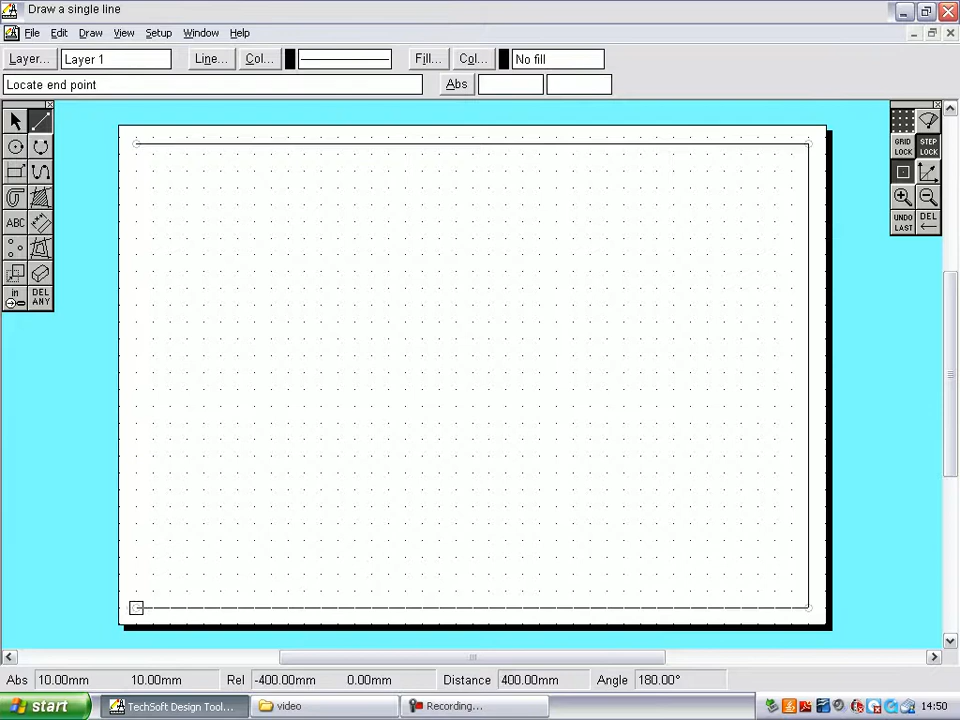 Draw a single line
File Edit Draw View Setup Window Help
Layer... Layer 1 Line... Col... Fill... Col... No fill
Locate end point Abs
GRID LOCK STEP LOCK
ABC
UNDO LAST DEL
in DEL ANY
Abs 10.00mm 10.00mm Rel -400.00mm 0.00mm Distance 400.00mm Angle 180.00°
start TechSoft Design Tool... video Recording... 14:50